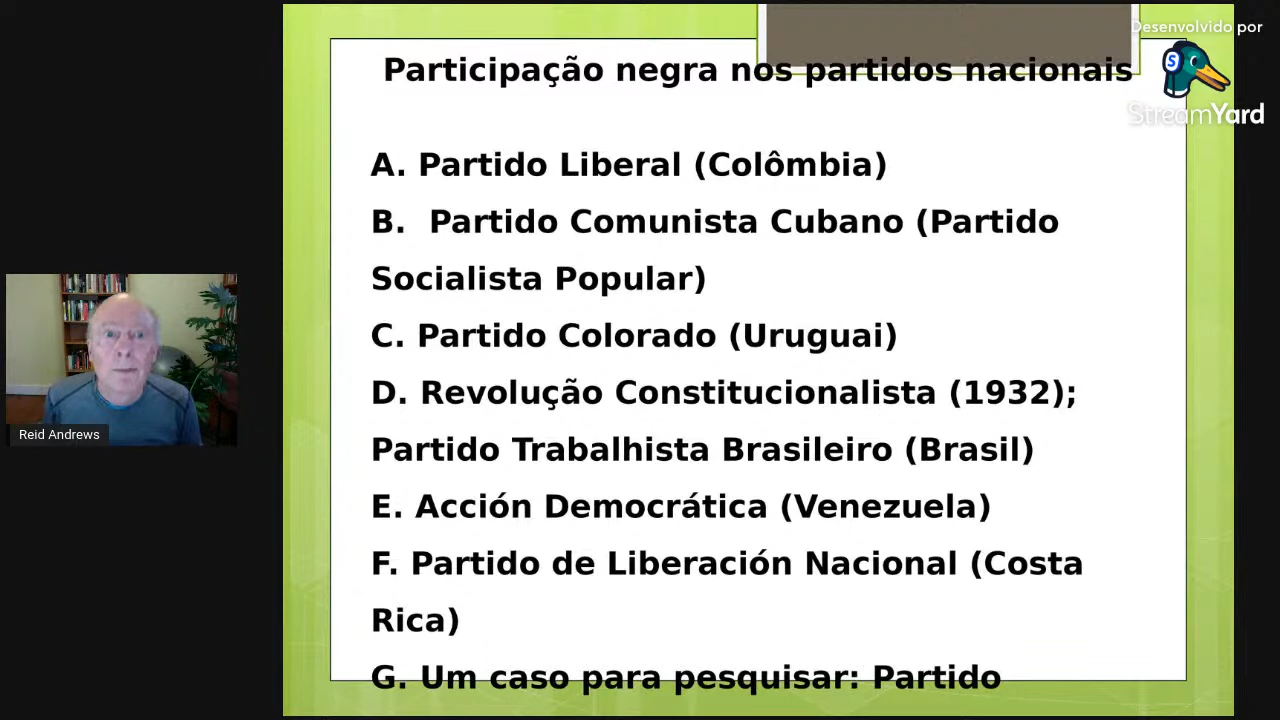 Desenvolvido por
StreamYard
Participação negra nos partidos nacionais
A. Partido Liberal (Colômbia)
B.  Partido Comunista Cubano (Partido
Socialista Popular)
C. Partido Colorado (Uruguai)
D. Revolução Constitucionalista (1932);
Partido Trabalhista Brasileiro (Brasil)
E. Acción Democrática (Venezuela)
F. Partido de Liberación Nacional (Costa
Rica)
G. Um caso para pesquisar: Partido
Reid Andrews